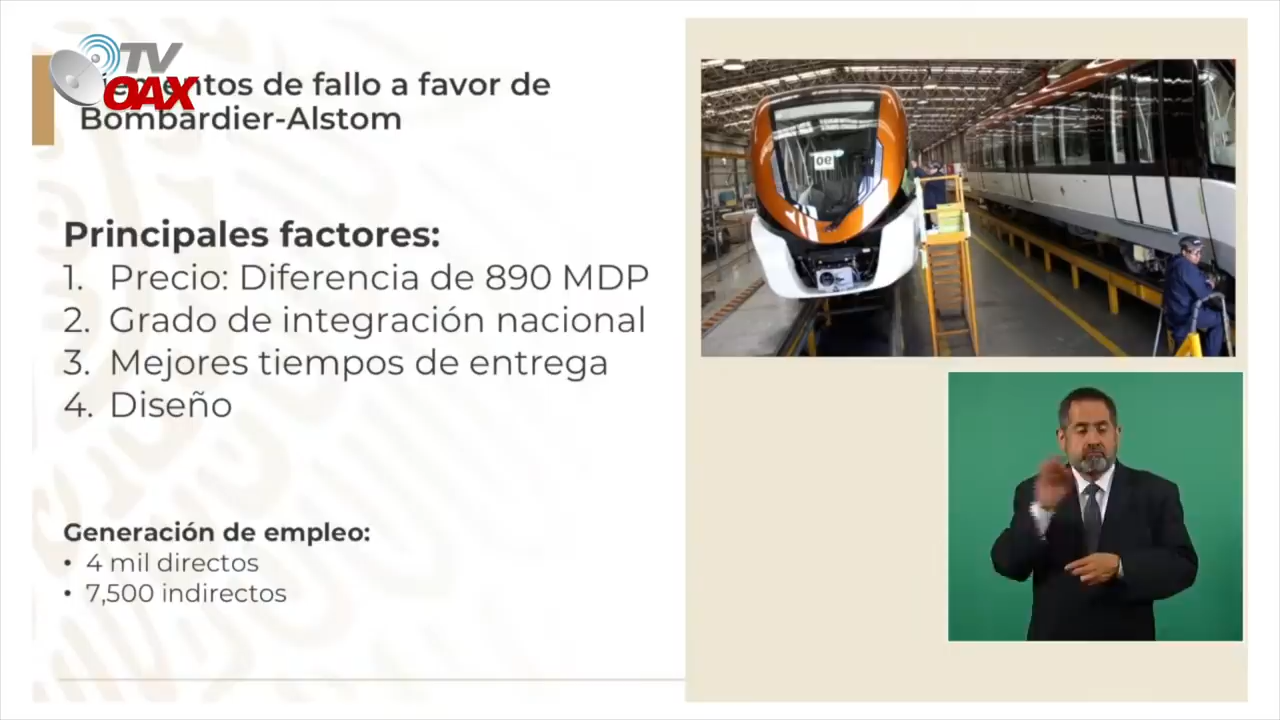 TV
OAX
de fallo a favor de
Bombardier-Alstom
Principales factores:
1. Precio: Diferencia de 890 MDP
2. Grado de integración nacional
3. Mejores tiempos de entrega
4. Diseño
Generación de empleo:
• 4 mil directos
• 7,500 indirectos